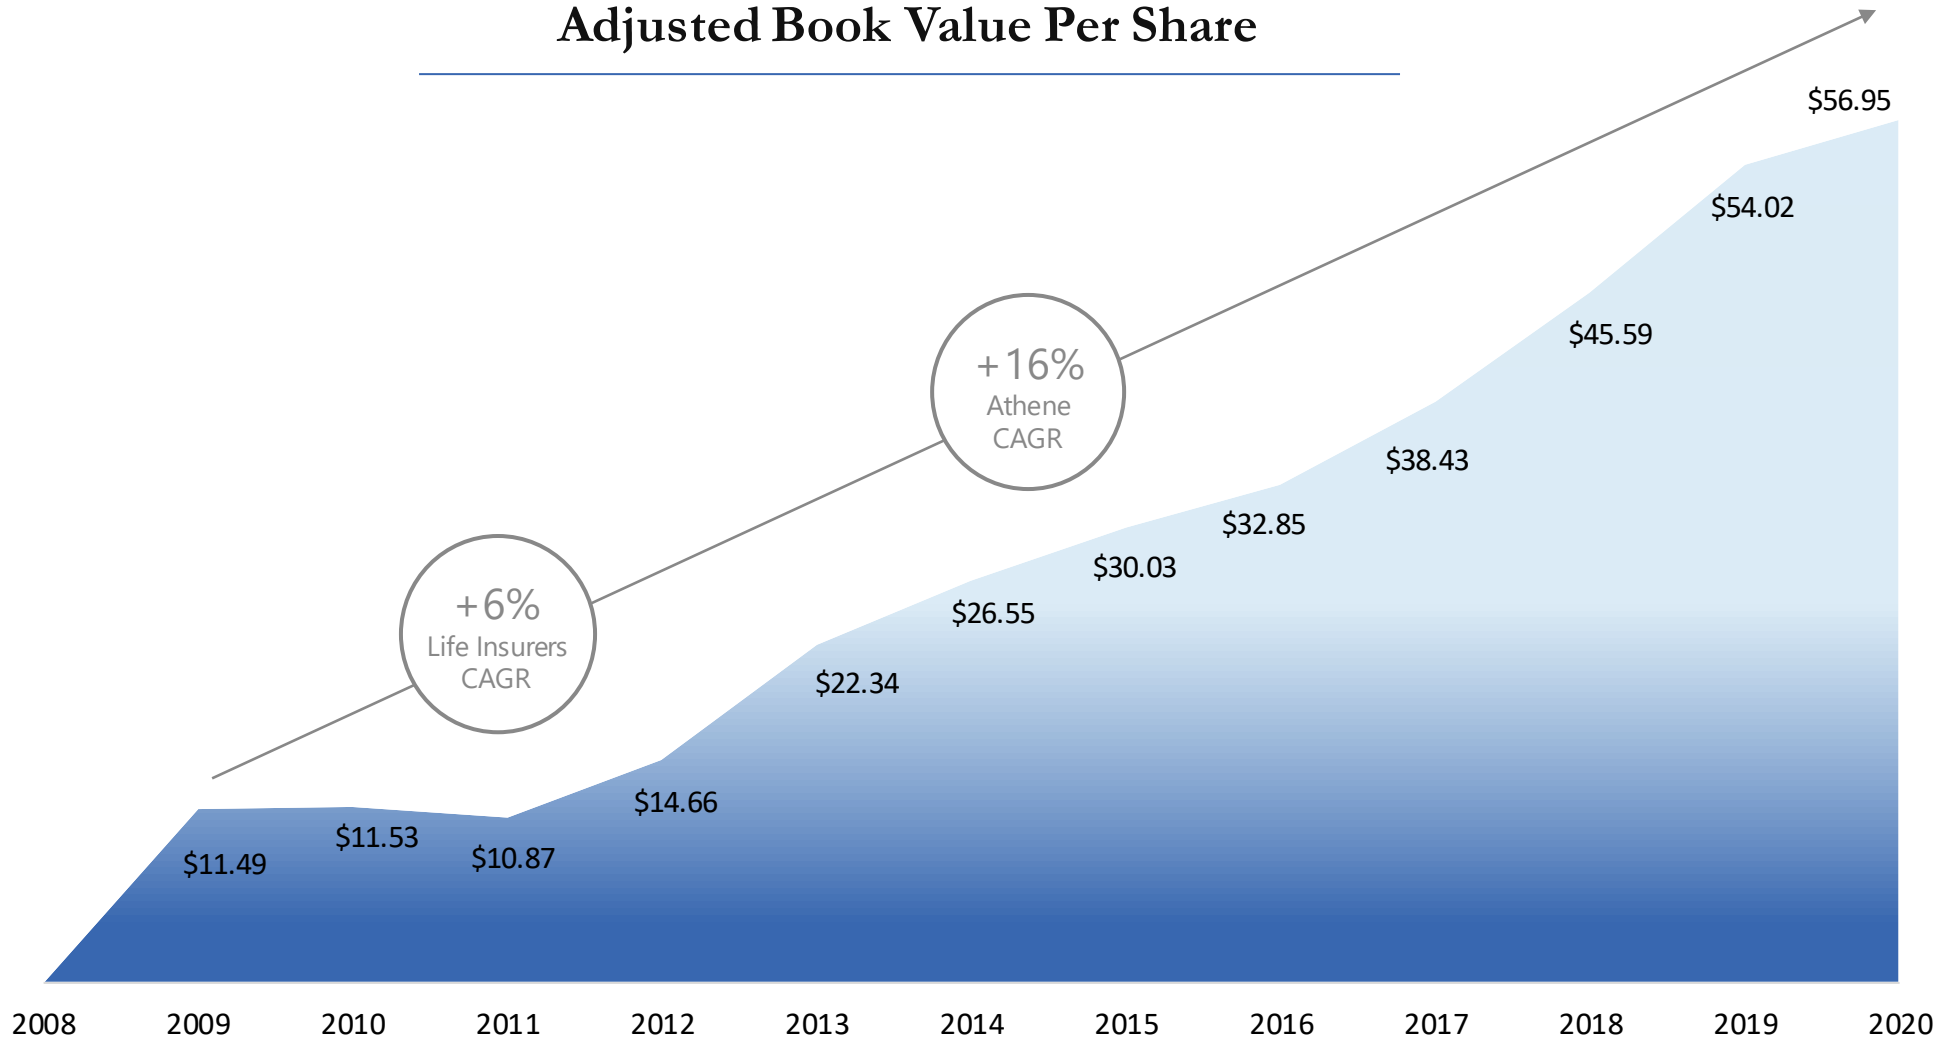 Adjusted Book Value Per Share
$56.95
$54.02
$45.59
+16%
Athene
CAGR
$38.43
$32.85
$30.03
+6%
Life Insurers
CAGR
$26.55
$22.34
$14.66
$11.53
$10.87
$11.49
2008 2009 2010 2011 2012 2013 2014 2015 2016 2017 2018 2019 2020